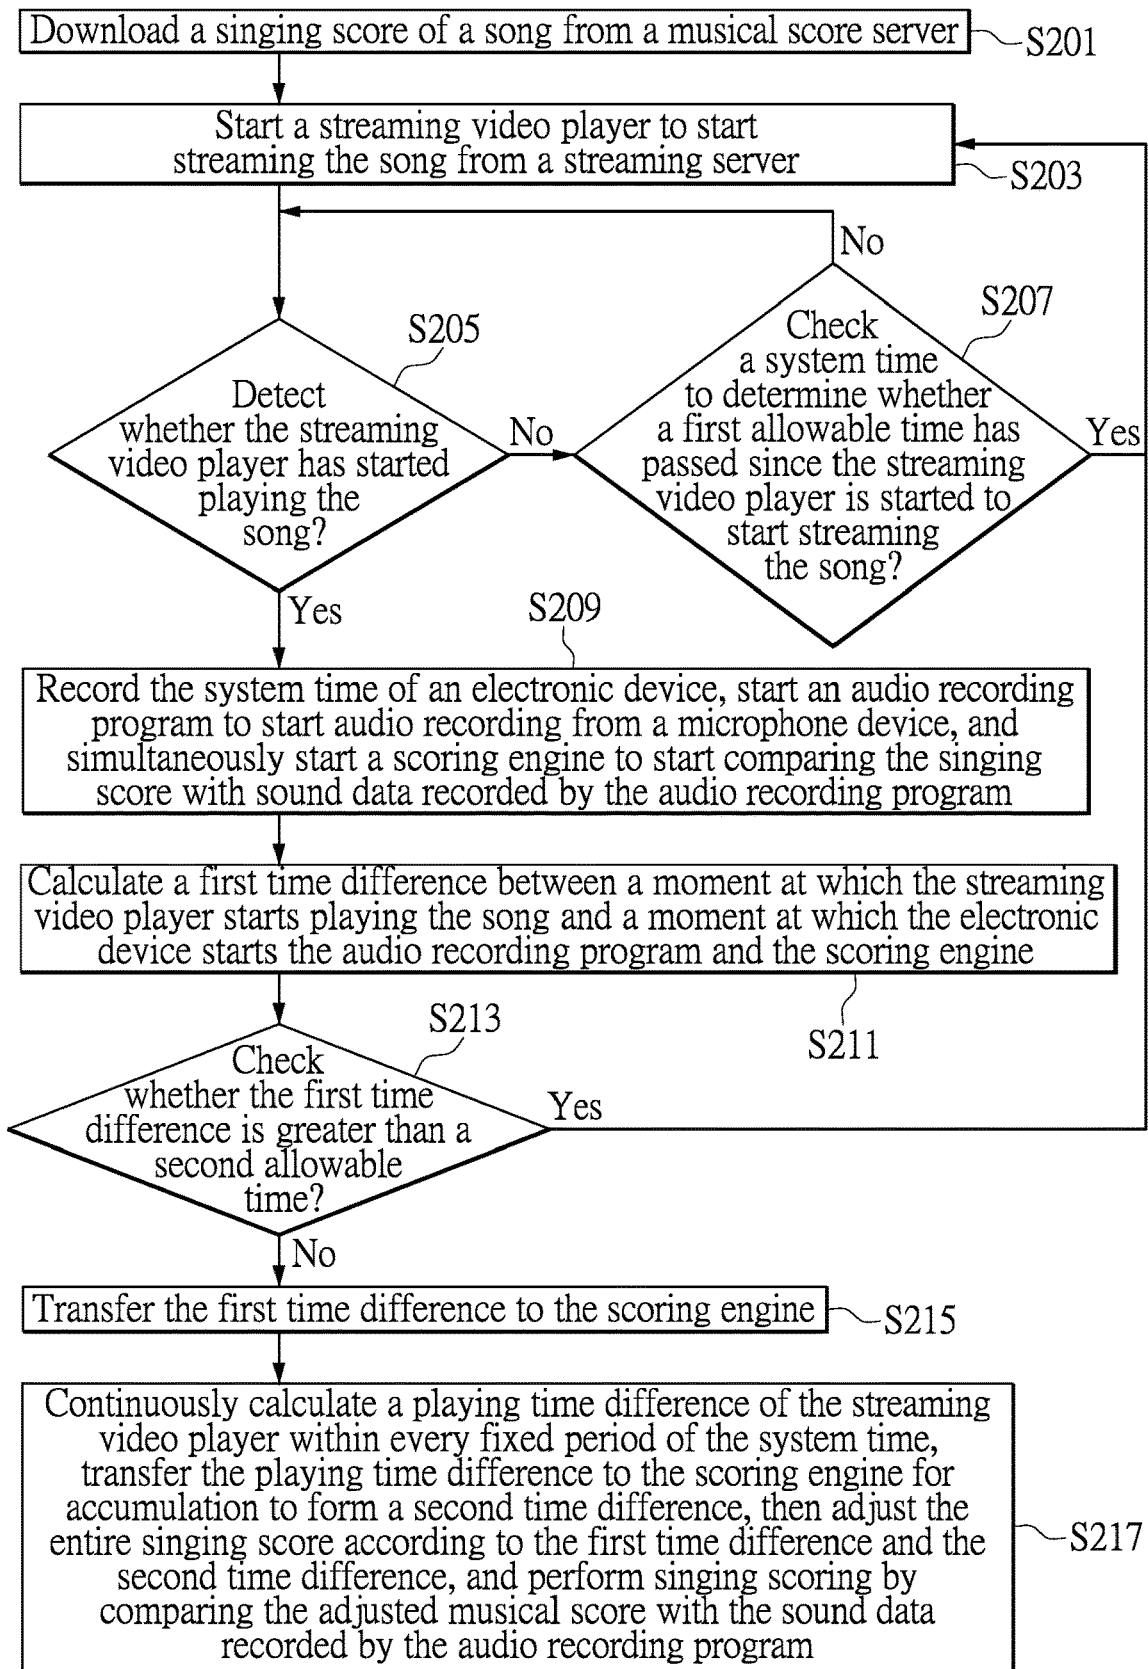 Download a singing score of a song from a musical score server
S201
Start a streaming video player to start
streaming the song from a streaming server
S203
No
S205
S207
Detect
whether the streaming
video player has started
playing the
song?
No
Check
a system time
to determine whether
a first allowable time has
passed since the streaming
video player is started to
start streaming
the song?
Yes
Yes
S209
Record the system time of an electronic device, start an audio recording
program to start audio recording from a microphone device, and
simultaneously start a scoring engine to start comparing the singing
score with sound data recorded by the audio recording program
Calculate a first time difference between a moment at which the streaming
video player starts playing the song and a moment at which the electronic
device starts the audio recording program and the scoring engine
S211
S213
Check
whether the first time
difference is greater than a
second allowable
time?
Yes
No
Transfer the first time difference to the scoring engine
S215
Continuously calculate a playing time difference of the streaming
video player within every fixed period of the system time,
transfer the playing time difference to the scoring engine for
accumulation to form a second time difference, then adjust the
entire singing score according to the first time difference and the
second time difference, and perform singing scoring by
comparing the adjusted musical score with the sound data
recorded by the audio recording program
S217